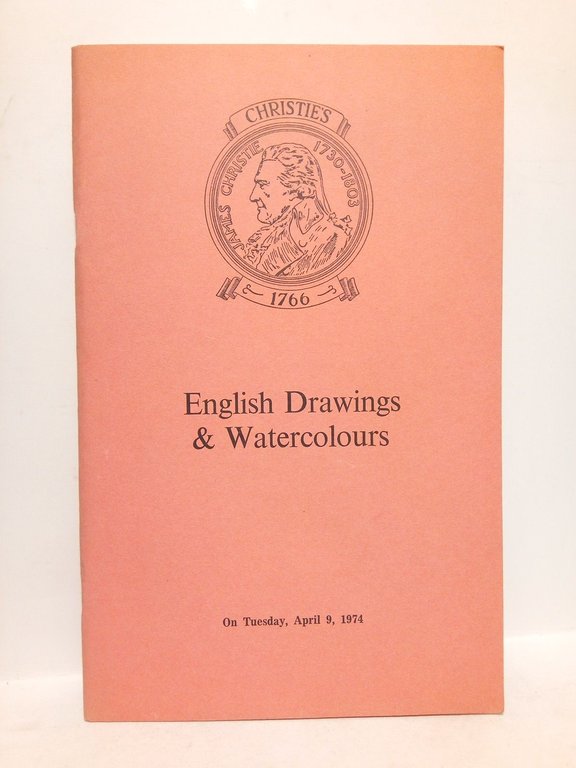 CHRISTIE'S
JAMES CHRISTIE 1730-1803
1766
English Drawings
& Watercolours
On Tuesday, April 9, 1974